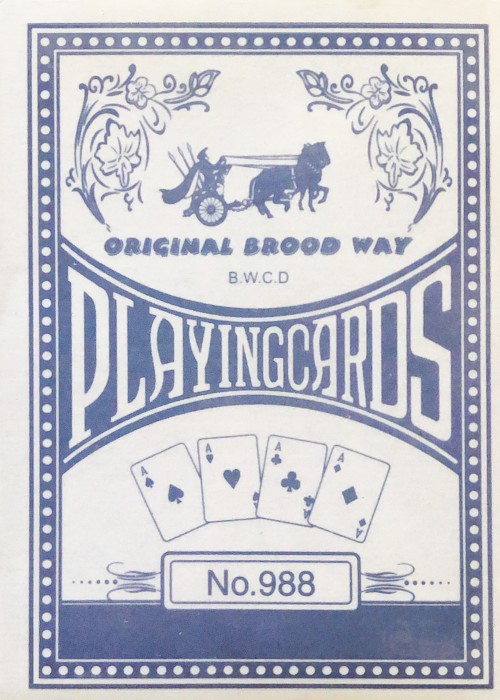 ORIGINAL BROOD WAY
B.W.C.D
PLAYINGCARDS
A A A A
A A
No.988